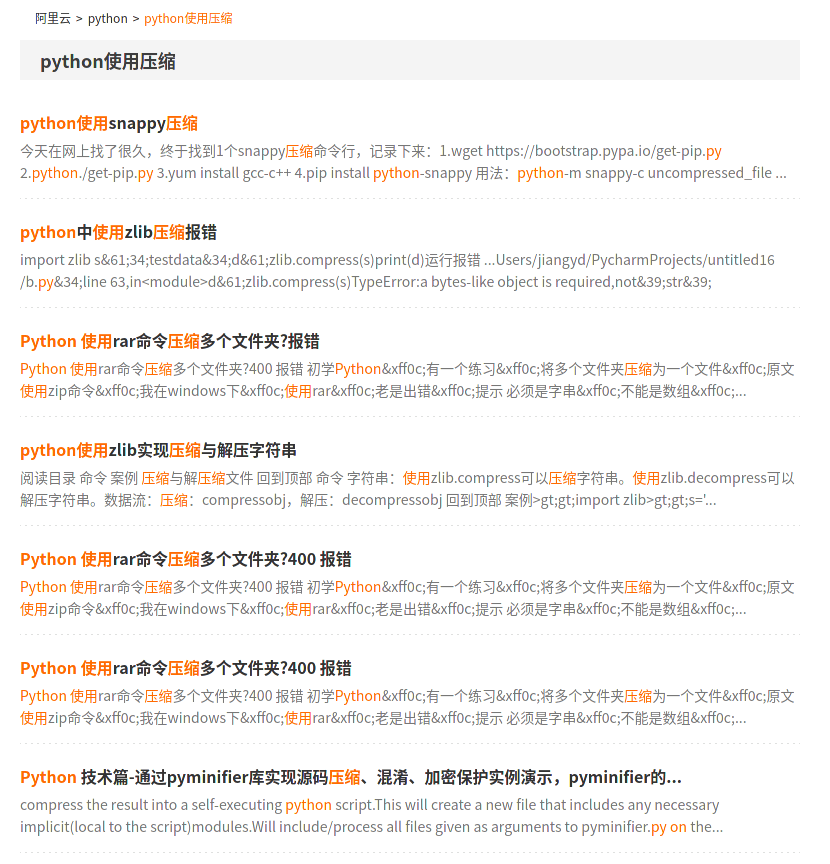 阿里云 > python > python使用压缩
python使用压缩
python使用snappy压缩
今天在网上找了很久，终于找到1个snappy压缩命令行，记录下来：1.wget https://bootstrap.pypa.io/get-pip.py
2.python./get-pip.py 3.yum install gcc-c++ 4.pip install python-snappy 用法：python-m snappy-c uncompressed_file ...
python中使用zlib压缩报错
import zlib s&61;34;testdata&34;d&61;zlib.compress(s)print(d)运行报错 ...Users/jiangyd/PycharmProjects/untitled16
/b.py&34;line 63,in<module>d&61;zlib.compress(s)TypeError:a bytes-like object is required,not&39;str&39;
Python 使用rar命令压缩多个文件夹?报错
Python 使用rar命令压缩多个文件夹?400 报错 初学Python&xff0c;有一个练习&xff0c;将多个文件夹压缩为一个文件&xff0c;原文
使用zip命令&xff0c;我在windows下&xff0c;使用rar&xff0c;老是出错&xff0c;提示 必须是字串&xff0c;不能是数组&xff0c;...
python使用zlib实现压缩与解压字符串
阅读目录 命令 案例 压缩与解压缩文件 回到顶部 命令 字符串：使用zlib.compress可以压缩字符串。使用zlib.decompress可以
解压字符串。数据流：压缩：compressobj，解压：decompressobj 回到顶部 案例>gt;gt;import zlib>gt;gt;s='...
Python 使用rar命令压缩多个文件夹?400 报错
Python 使用rar命令压缩多个文件夹?400 报错 初学Python&xff0c;有一个练习&xff0c;将多个文件夹压缩为一个文件&xff0c;原文
使用zip命令&xff0c;我在windows下&xff0c;使用rar&xff0c;老是出错&xff0c;提示 必须是字串&xff0c;不能是数组&xff0c;...
Python 使用rar命令压缩多个文件夹?400 报错
Python 使用rar命令压缩多个文件夹?400 报错 初学Python&xff0c;有一个练习&xff0c;将多个文件夹压缩为一个文件&xff0c;原文
使用zip命令&xff0c;我在windows下&xff0c;使用rar&xff0c;老是出错&xff0c;提示 必须是字串&xff0c;不能是数组&xff0c;...
Python 技术篇-通过pyminifier库实现源码压缩、混淆、加密保护实例演示，pyminifier的...
compress the result into a self-executing python script.This will create a new file that includes any necessary
implicit(local to the script)modules.Will include/process all files given as arguments to pyminifier.py on the...